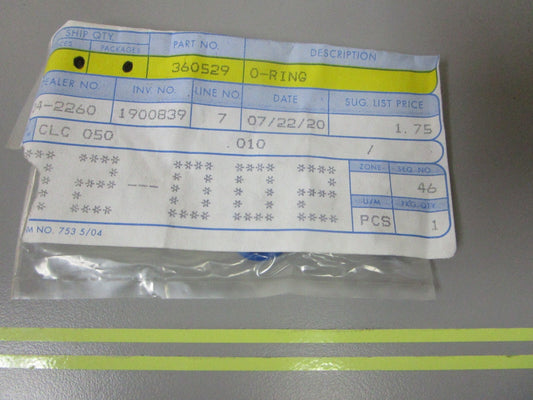 SHIP QTY
PACKAGES PART NO. DESCRIPTION
360529 O-RING
EALER NO. INV. NO. LINE NO. DATE SUG. LIST PRICE
04-2260 1900839 7 07/22/20 1.75
CLC 050 .010 /
ZONE SEQ. NO.
46
U/M PKG. QTY.
PCS 1
M NO. 753 5/04